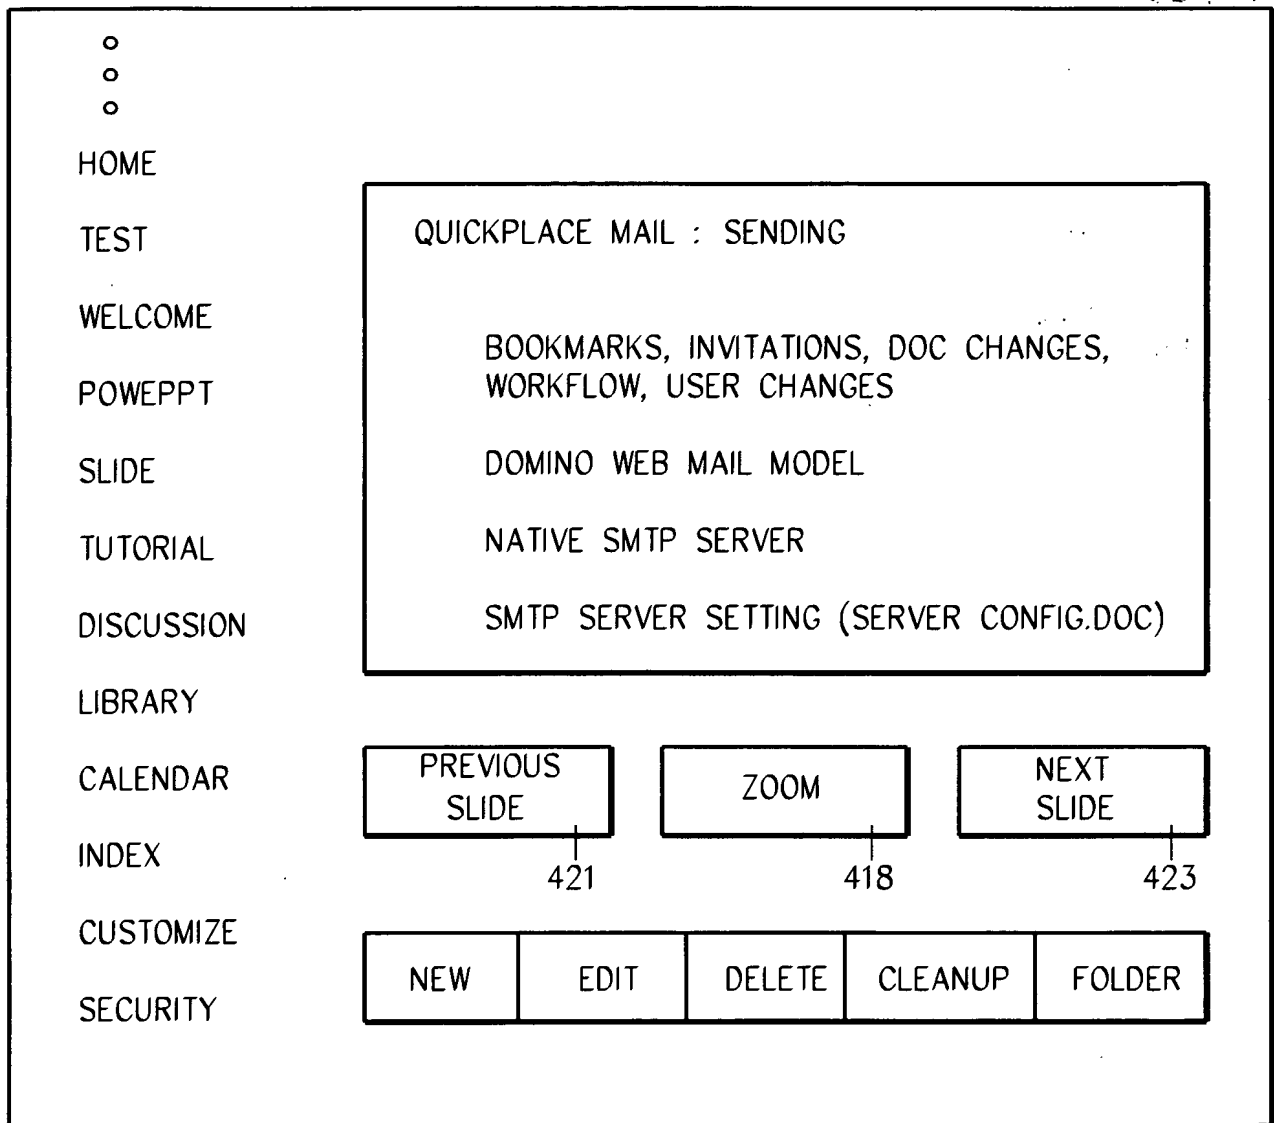 HOME
TEST
WELCOME
POWEPPT
SLIDE
TUTORIAL
DISCUSSION
LIBRARY
CALENDAR
INDEX
CUSTOMIZE
SECURITY
QUICKPLACE MAIL : SENDING
BOOKMARKS, INVITATIONS, DOC CHANGES,
WORKFLOW, USER CHANGES
DOMINO WEB MAIL MODEL
NATIVE SMTP SERVER
SMTP SERVER SETTING (SERVER CONFIG.DOC)
PREVIOUS
SLIDE
ZOOM
NEXT
SLIDE
421
418
423
NEW
EDIT
DELETE
CLEANUP
FOLDER